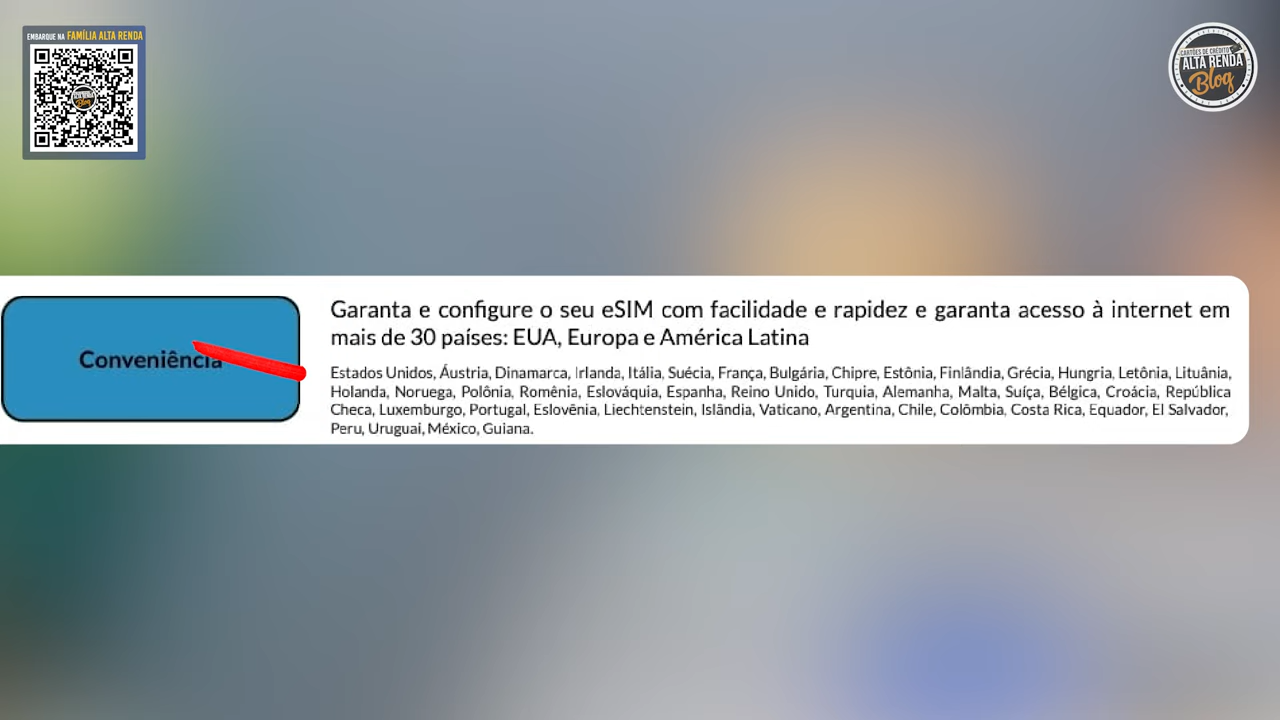 EMBARQUE NA FAMÍLIA ALTA RENDA
CARTÕES DE CRÉDITO
ALTA RENDA
Blog
Garanta e configure o seu eSIM com facilidade e rapidez e garanta acesso à internet em
mais de 30 países: EUA, Europa e América Latina
Conveniência
Estados Unidos, Áustria, Dinamarca, Irlanda, Itália, Suécia, França, Bulgária, Chipre, Estônia, Finlândia, Grécia, Hungria, Letônia, Lituânia,
Holanda, Noruega, Polônia, Romênia, Eslováquia, Espanha, Reino Unido, Turquia, Alemanha, Malta, Suíça, Bélgica, Croácia, República
Checa, Luxemburgo, Portugal, Eslovênia, Liechtenstein, Islândia, Vaticano, Argentina, Chile, Colômbia, Costa Rica, Equador, El Salvador,
Peru, Uruguai, México, Guiana.